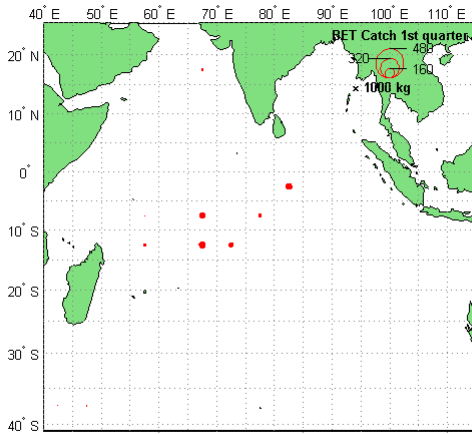 40° E 50° E 60° E 70° E 80° E 90° E 100° E 110° E
BET Catch 1st quarter
480
320
160
× 1000 kg
20° N
10° N
0°
10° S
20° S
30° S
40° S